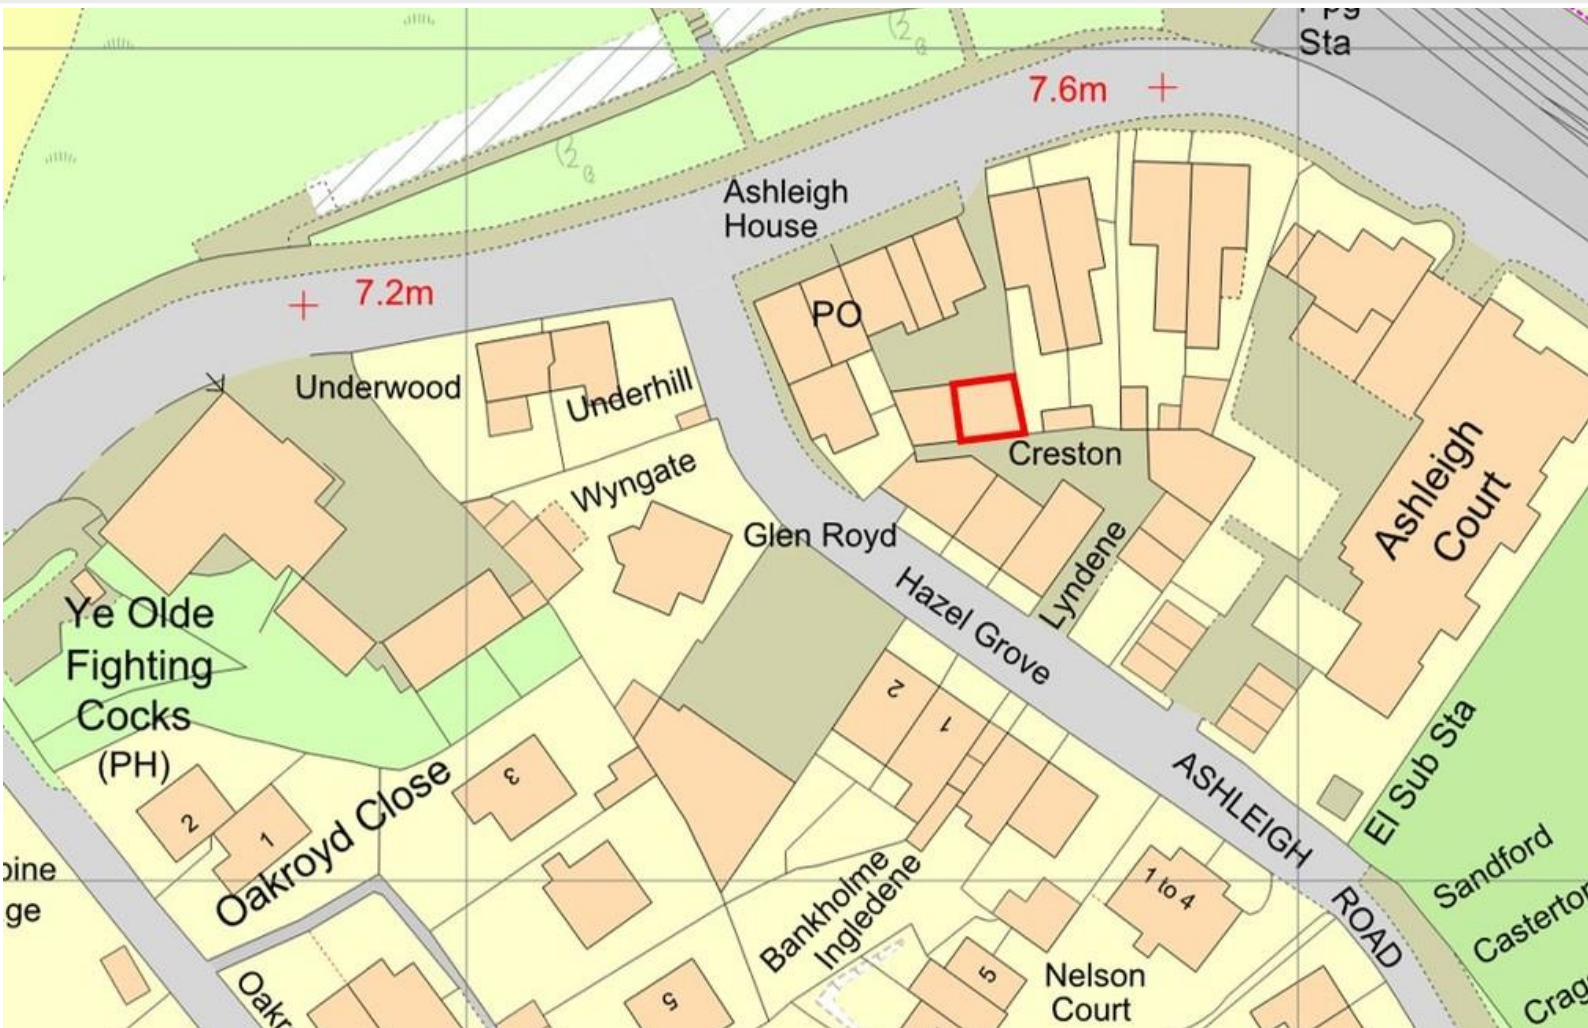 Sta
7.6m
Ashleigh
House
7.2m
PO
Underwood
Underhill
Creston
Wyngate
Ashleigh
Court
Glen Royd
Lyndene
Hazel Grove
Ye Olde
Fighting
Cocks
(PH)
2
1
3
2
1
Oakroyd Close
ASHLEIGH
ROAD
El Sub Sta
Sandford
Bankholme
Ingledene
1 to 4
5
5
Nelson
Court